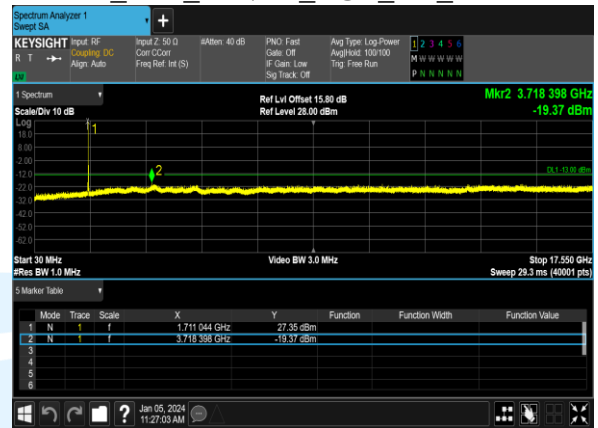 Spectrum Analyzer 1
Swept SA
+
KEYSIGHT Input: RF Input Z: 50 Ω #Atten: 40 dB PNO: Fast Avg Type: Log-Power 1 2 3 4 5 6
R T Coupling: DC Corr CCorr Gate: Off Avg|Hold: 100/100 M W W W W W
Align: Auto Freq Ref: Int (S) IF Gain: Low Trig: Free Run
LV Sig Track: Off P N N N N N
1 Spectrum Ref Lvl Offset 15.80 dB Mkr2 3.718 398 GHz
Scale/Div 10 dB Ref Level 28.00 dBm -19.37 dBm
Log
18.0
8.00
-2.00
-12.0
-22.0
-32.0
-42.0
-52.0
-62.0
1
2
DL1 -13.00 dBm
Start 30 MHz Video BW 3.0 MHz Stop 17.550 GHz
#Res BW 1.0 MHz Sweep 29.3 ms (40001 pts)
5 Marker Table
Mode Trace Scale X Y Function Function Width Function Value
1 N 1 f 1.711 044 GHz 27.35 dBm
2 N 1 f 3.718 398 GHz -19.37 dBm
3
4
5
6
? Jan 05, 2024
11:27:03 AM